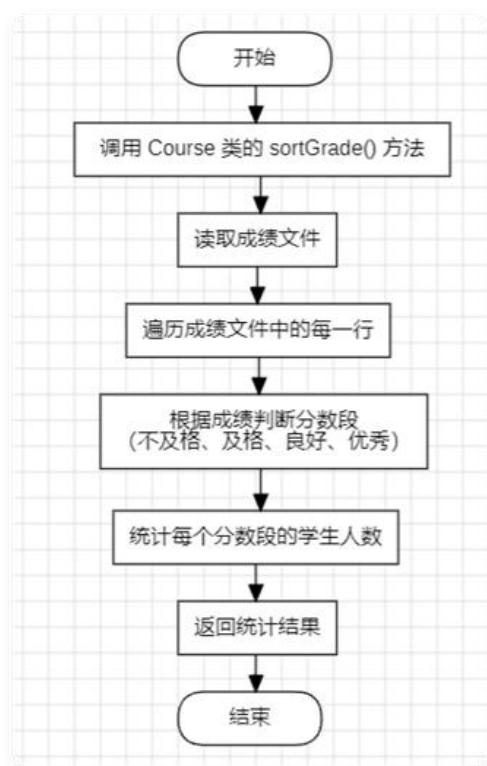 开始
调用 Course 类的 sortGrade() 方法
读取成绩文件
遍历成绩文件中的每一行
根据成绩判断分数段
（不及格、及格、良好、优秀）
统计每个分数段的学生人数
返回统计结果
结束